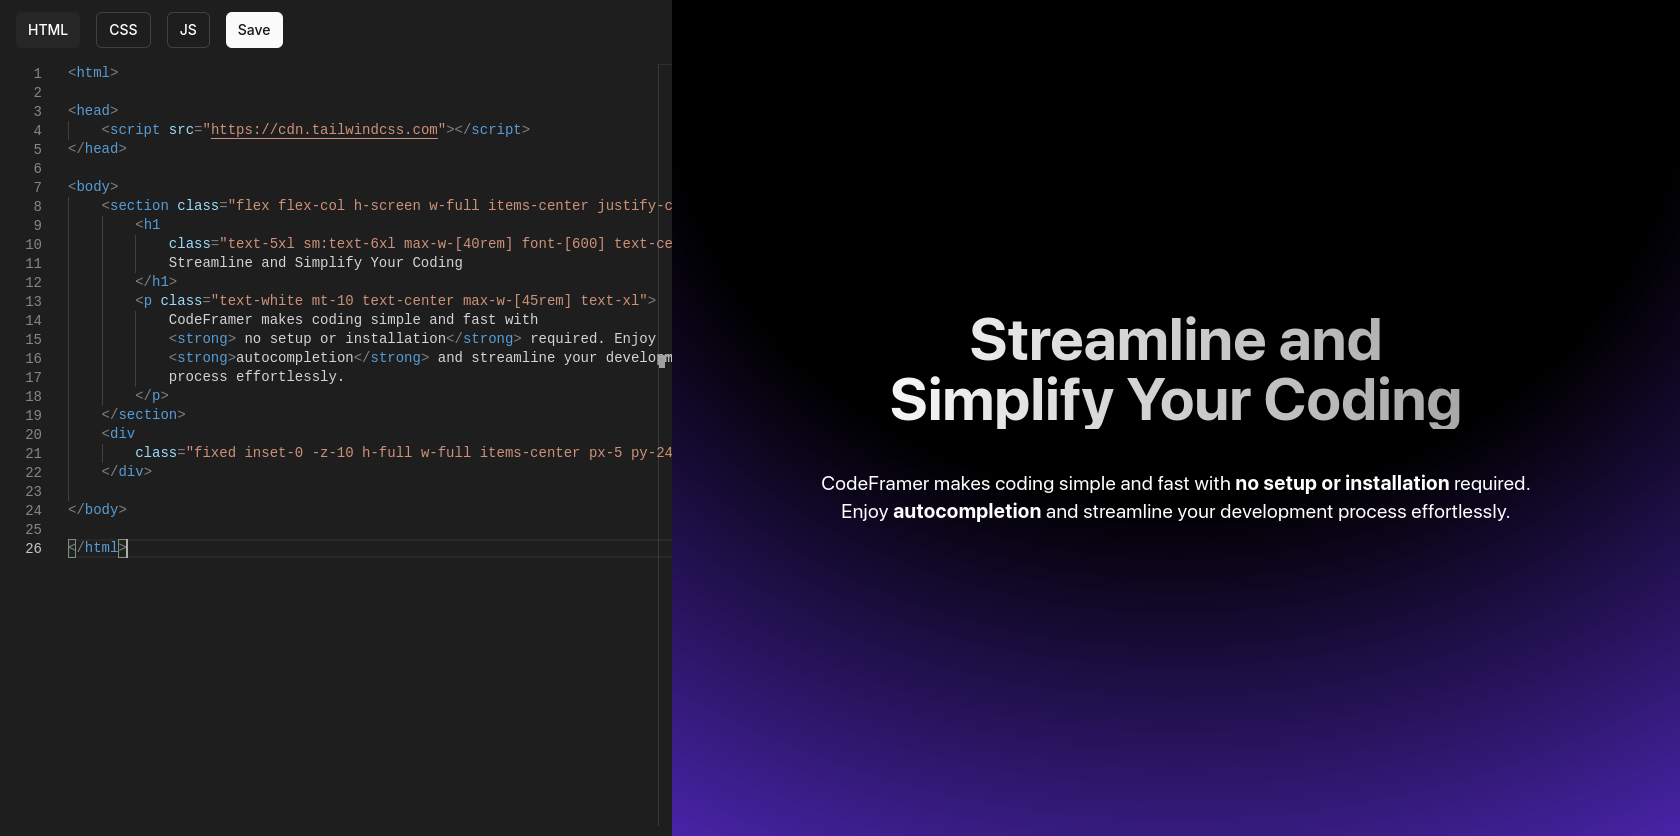 HTML CSS JS Save
1 <html>
2
3 <head>
4 <script src="https://cdn.tailwindcss.com"></script>
5 </head>
6
7 <body>
8 <section class="flex flex-col h-screen w-full items-center justify-c
9 <h1
10 class="text-5xl sm:text-6xl max-w-[40rem] font-[600] text-ce
11 Streamline and Simplify Your Coding
12 </h1>
13 <p class="text-white mt-10 text-center max-w-[45rem] text-xl">
14 CodeFramer makes coding simple and fast with
15 <strong> no setup or installation</strong> required. Enjoy
16 <strong>autocompletion</strong> and streamline your developm
17 process effortlessly.
18 </p>
19 </section>
20 <div
21 class="fixed inset-0 -z-10 h-full w-full items-center px-5 py-24
22 </div>
23
24 </body>
25
26 </html>
Streamline and
Simplify Your Coding
CodeFramer makes coding simple and fast with no setup or installation required.
Enjoy autocompletion and streamline your development process effortlessly.